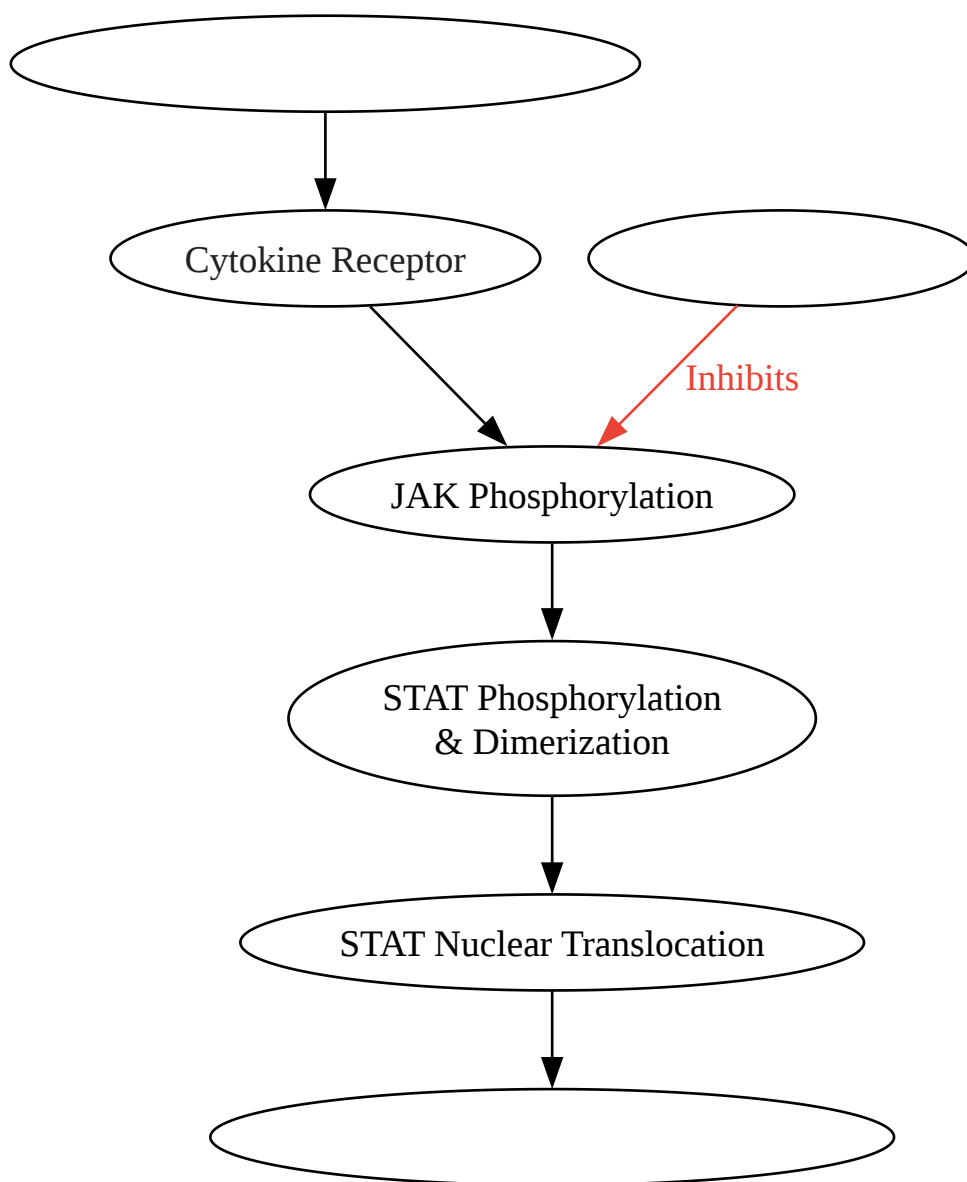 Cytokine Receptor
Inhibits
JAK Phosphorylation
STAT Phosphorylation
& Dimerization
STAT Nuclear Translocation